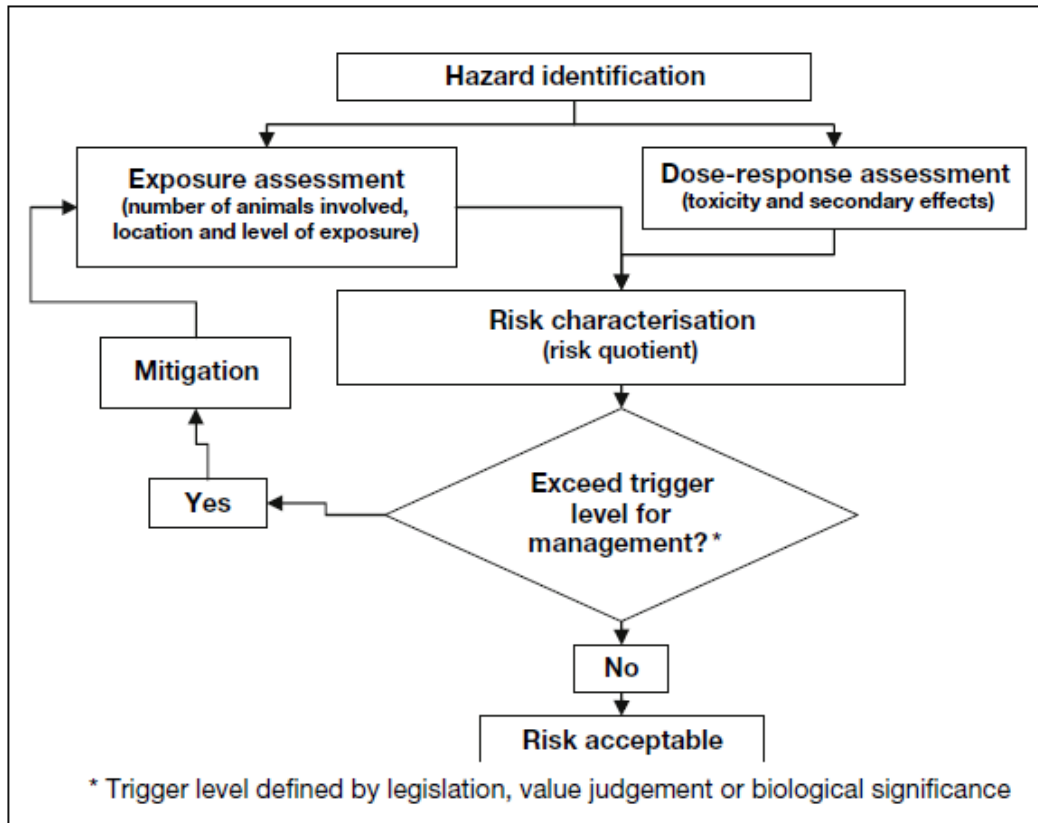 Hazard identification
Exposure assessment
(number of animals involved,
location and level of exposure)
Dose-response assessment
(toxicity and secondary effects)
Risk characterisation
(risk quotient)
Mitigation
Yes
Exceed trigger
level for
management?*
No
Risk acceptable
* Trigger level defined by legislation, value judgement or biological significance